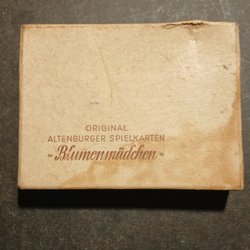 ORIGINAL
ALTENBURGER SPIELKARTEN
»Blumenmädchen«